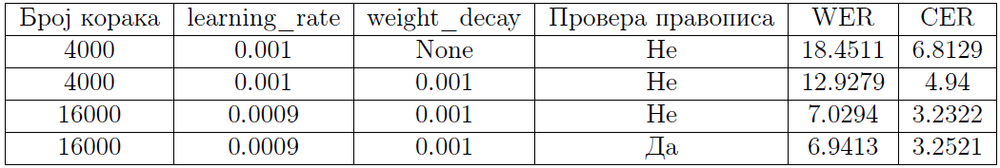 Број корака learning_rate weight_decay Провера правописа WER CER
4000 0.001 None Не 18.4511 6.8129
4000 0.001 0.001 Не 12.9279 4.94
16000 0.0009 0.001 Не 7.0294 3.2322
16000 0.0009 0.001 Да 6.9413 3.2521